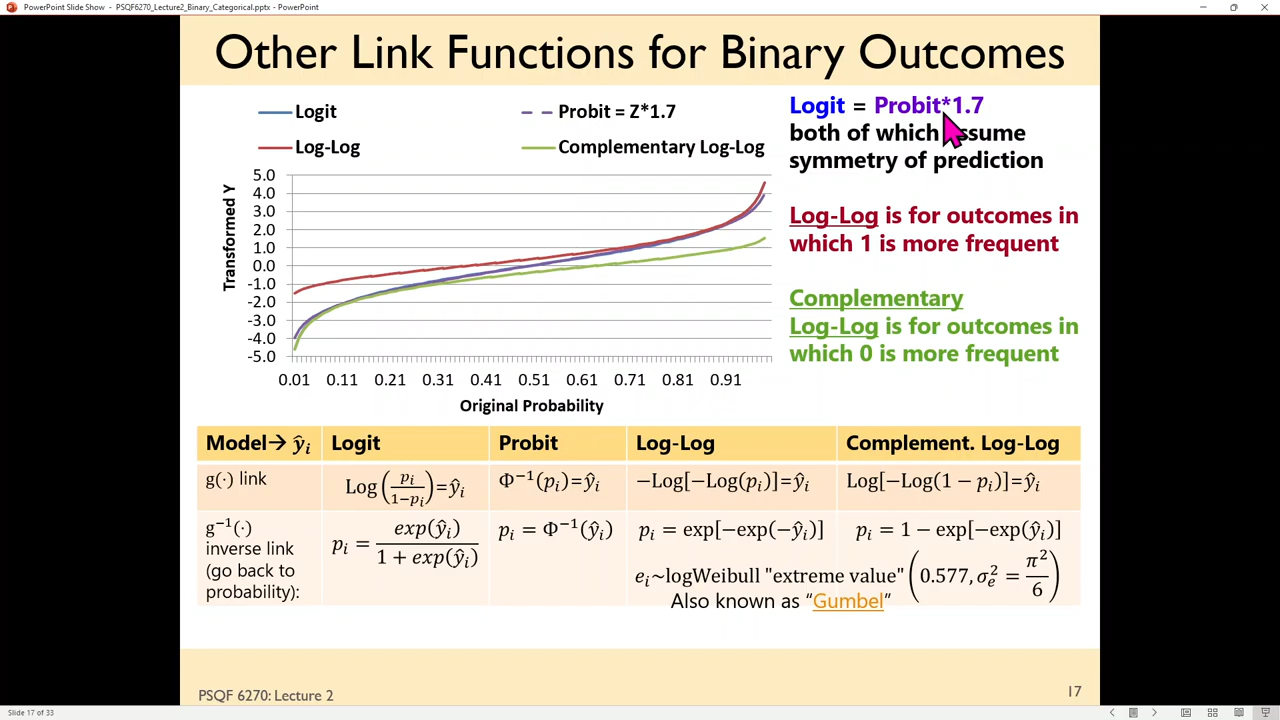 PowerPoint Slide Show - PSQF6270_Lecture2_Binary_Categorical.pptx - PowerPoint
Other Link Functions for Binary Outcomes
Logit
Probit = Z*1.7
Log-Log
Complementary Log-Log
Transformed Y
5.0
4.0
3.0
2.0
1.0
0.0
-1.0
-2.0
-3.0
-4.0
-5.0
0.01 0.11 0.21 0.31 0.41 0.51 0.61 0.71 0.81 0.91
Original Probability
Logit = Probit*1.7
both of which assume
symmetry of prediction
Log-Log is for outcomes in
which 1 is more frequent
Complementary
Log-Log is for outcomes in
which 0 is more frequent
Model→ ŷᵢ Logit Probit Log-Log Complement. Log-Log
g(·) link Log(pᵢ/(1−pᵢ))=ŷᵢ Φ⁻¹(pᵢ)=ŷᵢ −Log[−Log(pᵢ)]=ŷᵢ Log[−Log(1 − pᵢ)]=ŷᵢ
g⁻¹(·)
inverse link
(go back to
probability):
pᵢ = exp(ŷᵢ)/(1 + exp(ŷᵢ))
pᵢ = Φ⁻¹(ŷᵢ)
pᵢ = exp[−exp(−ŷᵢ)]
pᵢ = 1 − exp[−exp(ŷᵢ)]
eᵢ~logWeibull "extreme value" (0.577, σₑ² = π²/6)
Also known as “Gumbel”
PSQF 6270: Lecture 2
17
Slide 17 of 33